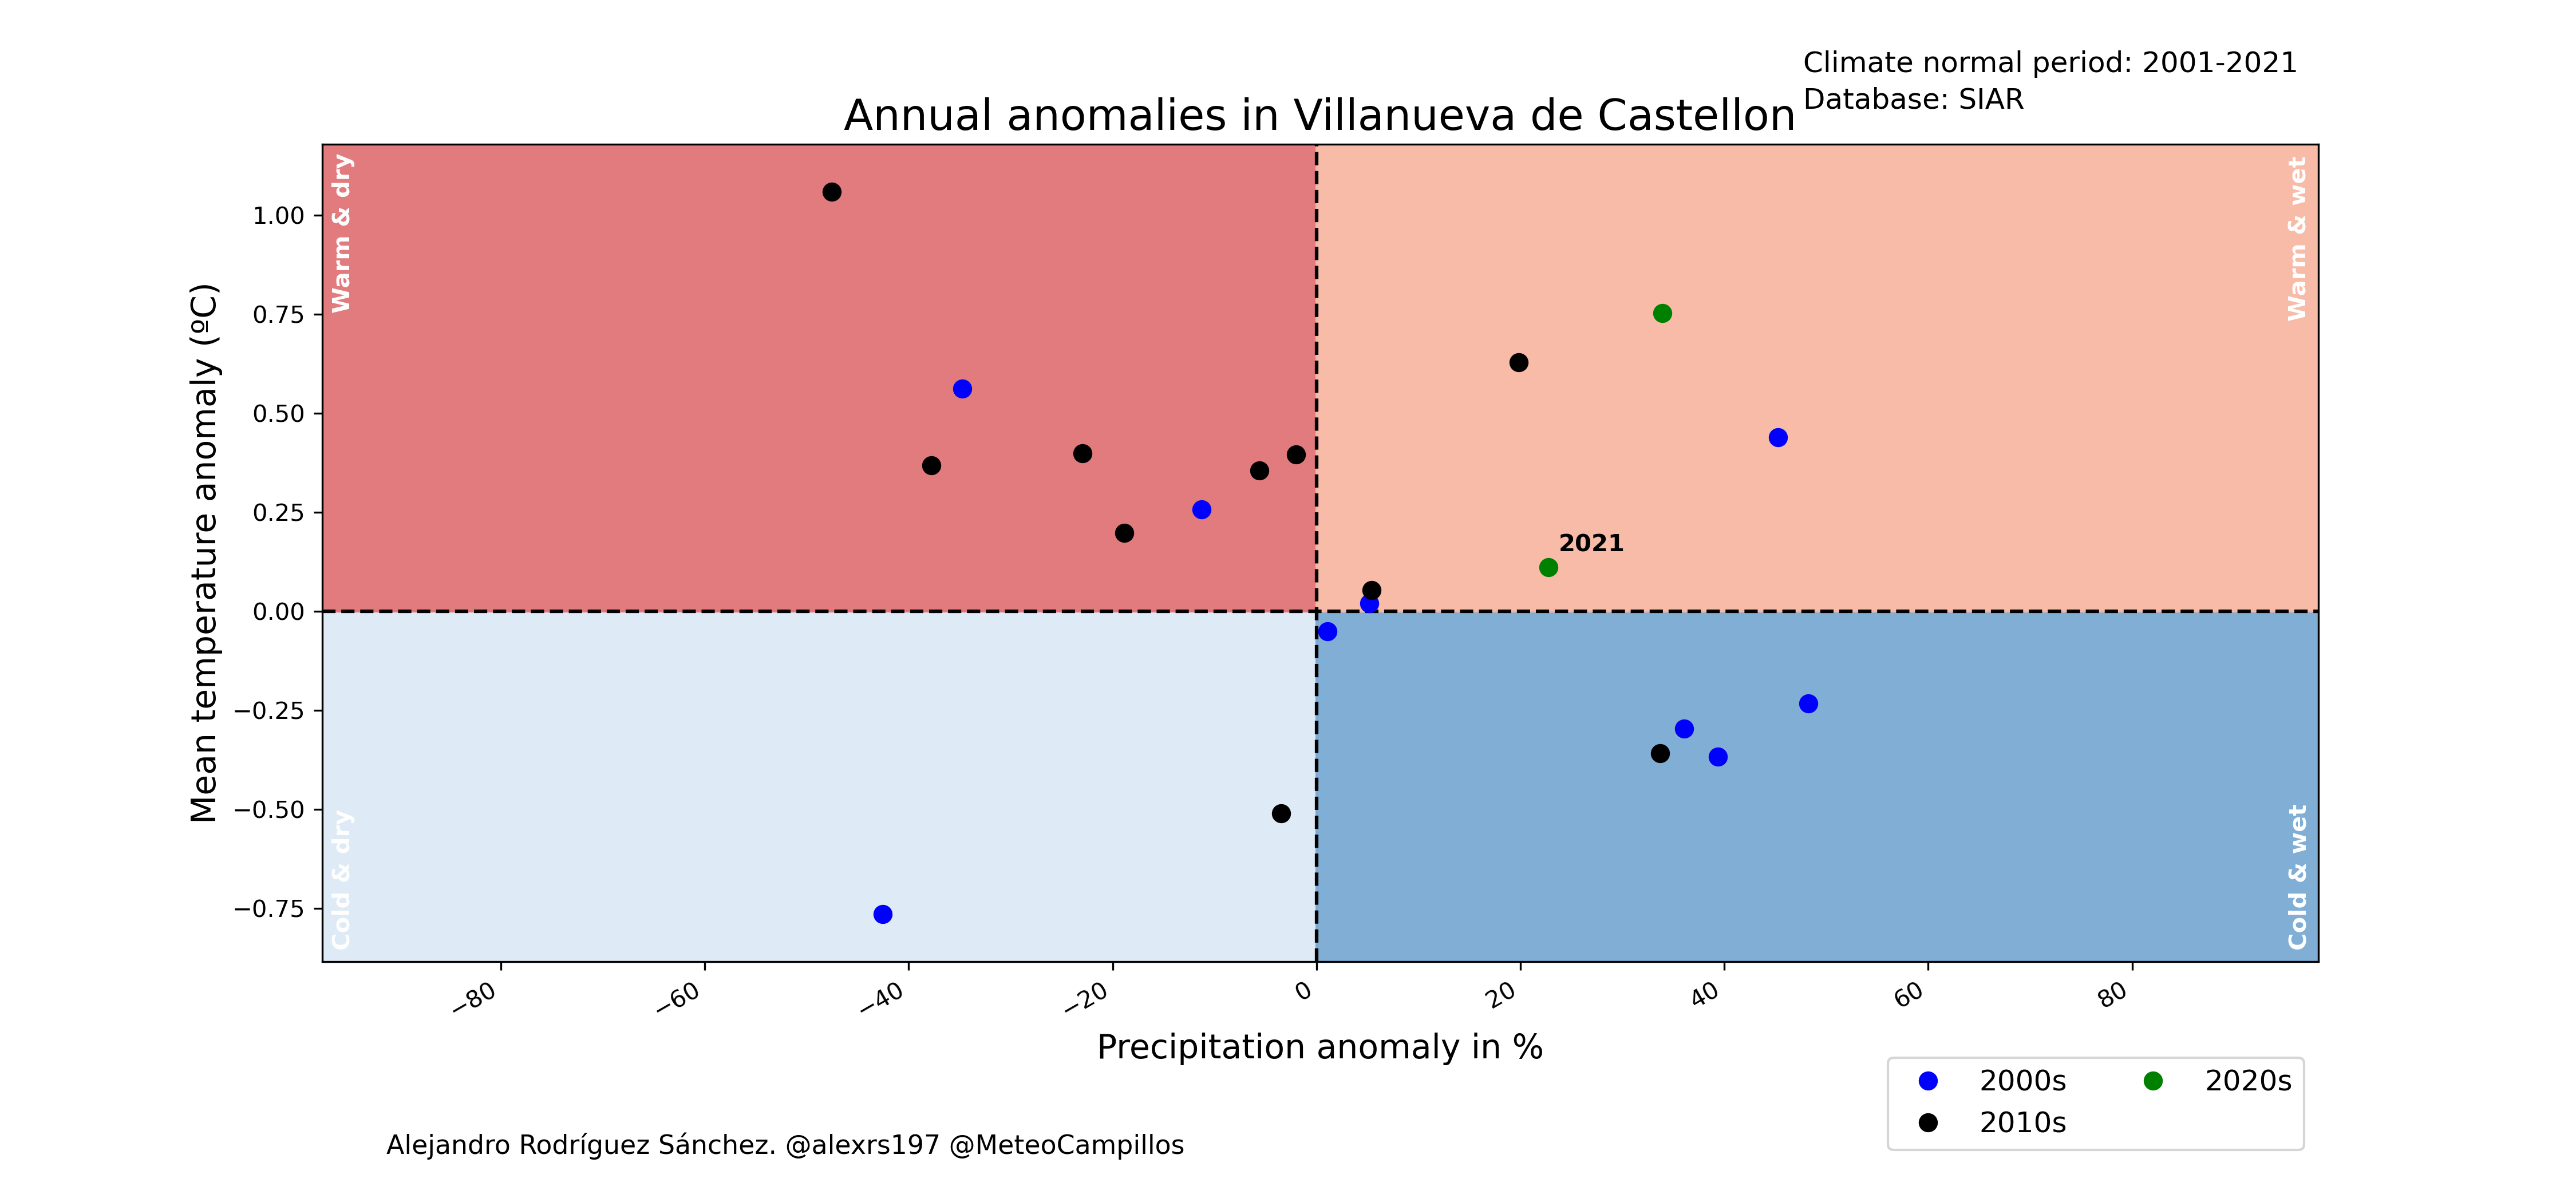 Climate normal period: 2001-2021
Database: SIAR
Annual anomalies in Villanueva de Castellon
Warm & dry
Warm & wet
Cold & dry
Cold & wet
2021
Mean temperature anomaly (ºC)
1.00
0.75
0.50
0.25
0.00
−0.25
−0.50
−0.75
−80
−60
−40
−20
0
20
40
60
80
Precipitation anomaly in %
2000s
2010s
2020s
Alejandro Rodríguez Sánchez. @alexrs197 @MeteoCampillos